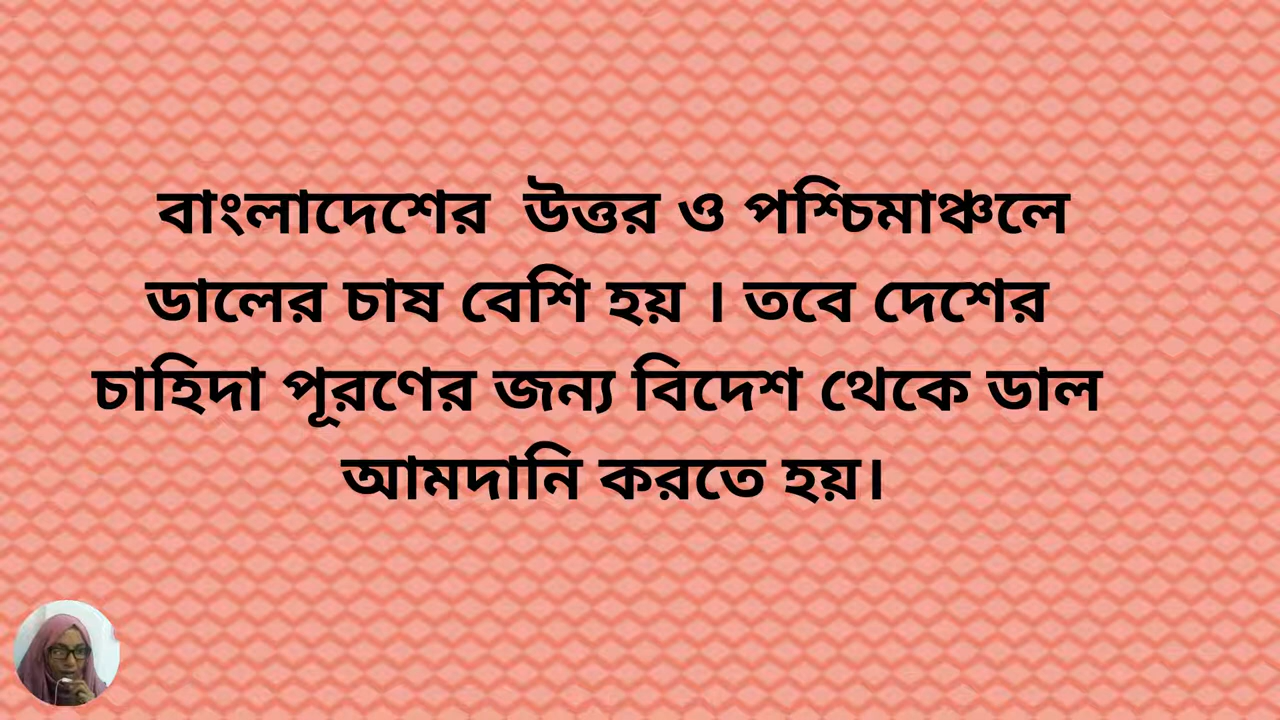 বাংলাদেশের উত্তর ও পশ্চিমাঞ্চলে
ডালের চাষ বেশি হয় । তবে দেশের
চাহিদা পূরণের জন্য বিদেশ থেকে ডাল
আমদানি করতে হয়।